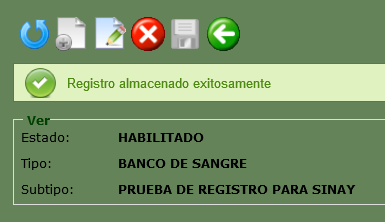 Registro almacenado exitosamente
Ver
Estado: HABILITADO
Tipo: BANCO DE SANGRE
Subtipo: PRUEBA DE REGISTRO PARA SINAY